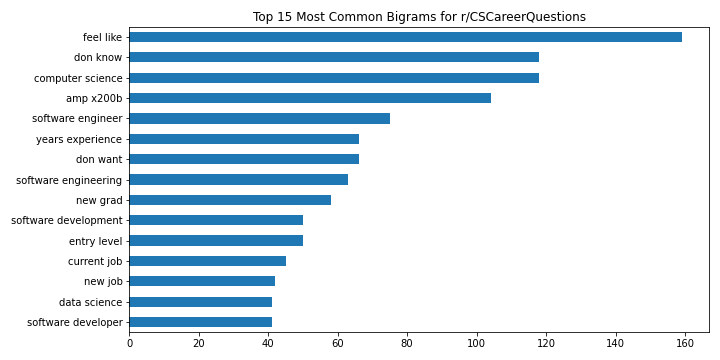 Top 15 Most Common Bigrams for r/CSCareerQuestions
feel like
don know
computer science
amp x200b
software engineer
years experience
don want
software engineering
new grad
software development
entry level
current job
new job
data science
software developer
0 20 40 60 80 100 120 140 160